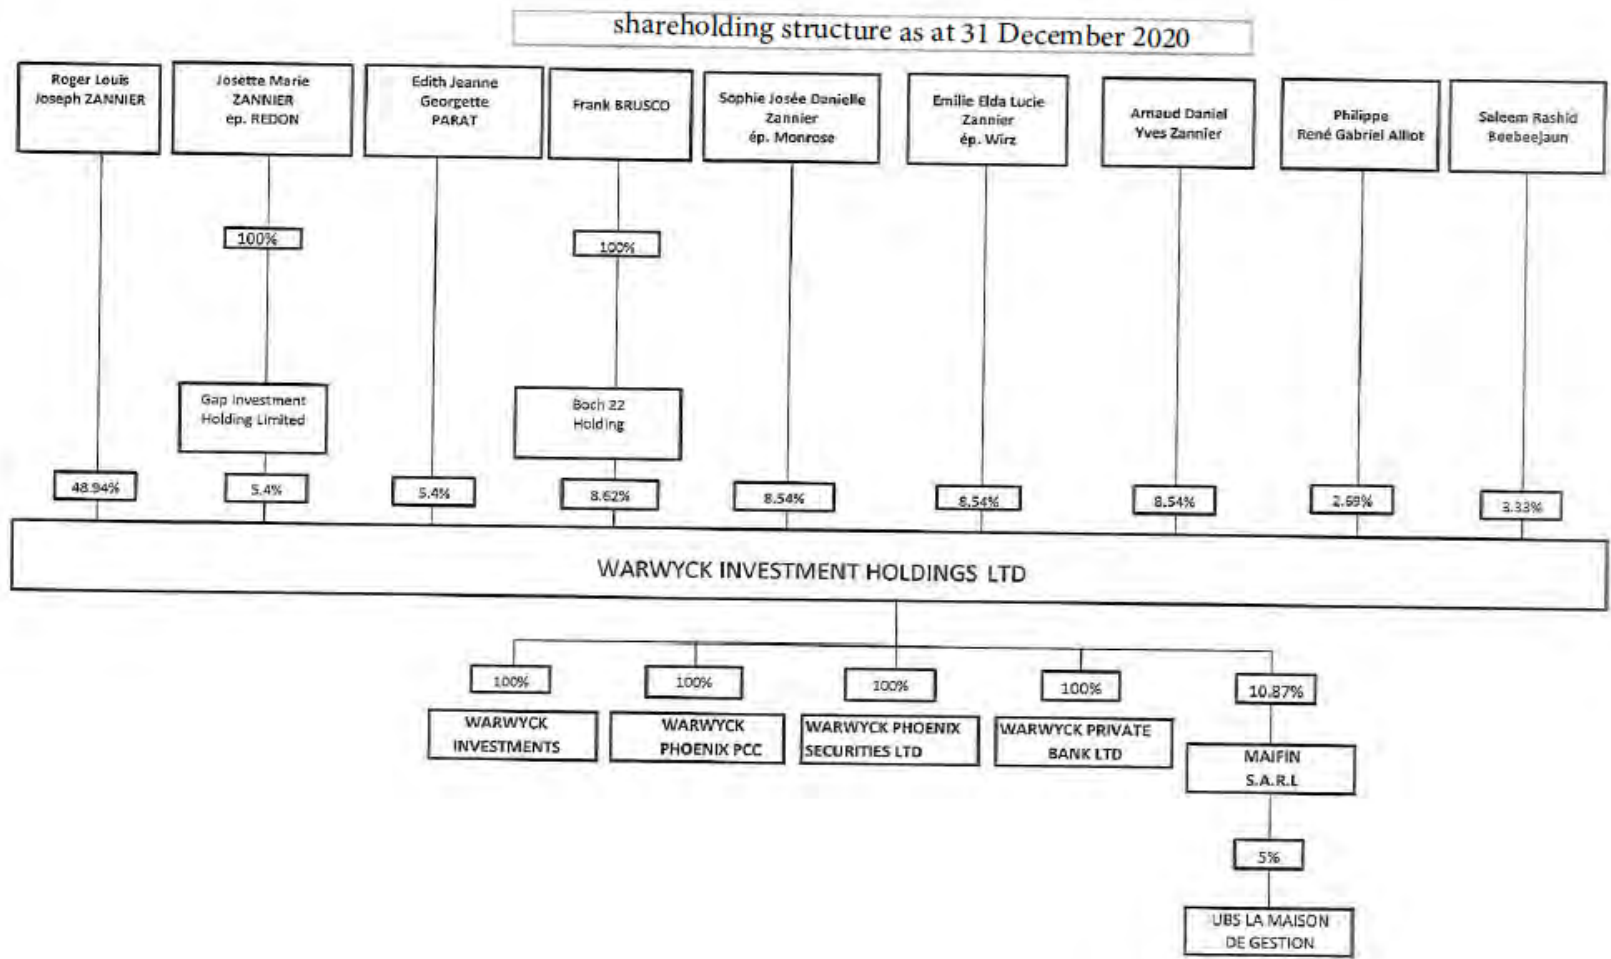 shareholding structure as at 31 December 2020
Roger Louis
Joseph ZANNIER
Josette Marie
ZANNIER
ep. REDON
Edith Jeanne
Georgette
PARAT
Frank BRUSCO
Sophie Josée Danielle
Zannier
ép. Monrose
Emilie Elda Lucie
Zannier
ép. Wirz
Arnaud Daniel
Yves Zannier
Philippe
René Gabriel Alliot
Saleem Rashid
Beebeejaun
100%
100%
Gap Investment
Holding Limited
Boch 22
Holding
48.94%
5.4%
5.4%
8.62%
8.54%
8.54%
8.54%
2.69%
3.33%
WARWYCK INVESTMENT HOLDINGS LTD
100%
100%
100%
100%
10.87%
WARWYCK
INVESTMENTS
WARWYCK
PHOENIX PCC
WARWYCK PHOENIX
SECURITIES LTD
WARWYCK PRIVATE
BANK LTD
MAIFIN
S.A.R.L
5%
UBS LA MAISON
DE GESTION